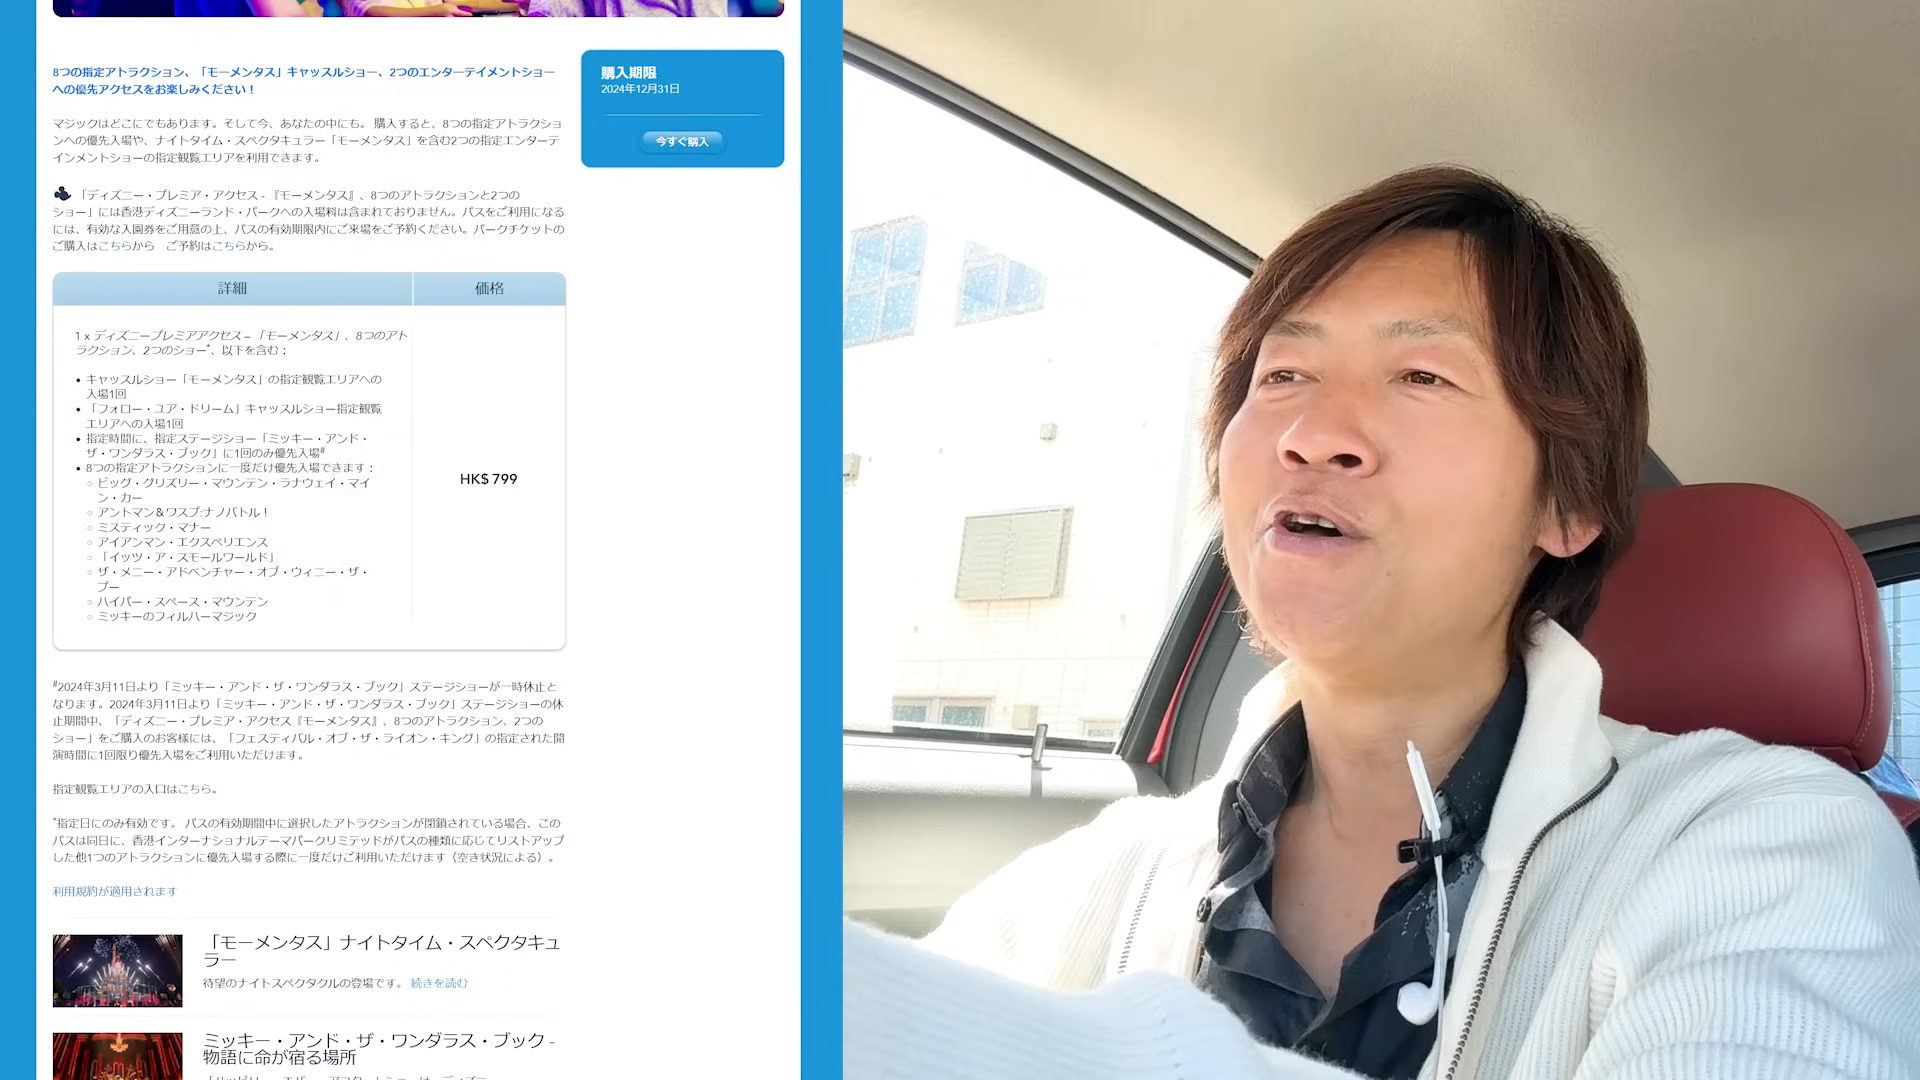 8つの指定アトラクション、「モーメンタス」キャッスルショー、2つのエンターテイメントショー
への優先アクセスをお楽しみください！
マジックはどこにでもあります。そして今、あなたの中にも。 購入すると、8つの指定アトラクショ
ンへの優先入場や、ナイトタイム・スペクタキュラー「モーメンタス」を含む2つの指定エンターテ
インメントショーの指定観覧エリアを利用できます。
「ディズニー・プレミア・アクセス - 『モーメンタス』、8つのアトラクションと2つの
ショー」には香港ディズニーランド・パークへの入場料は含まれておりません。パスをご利用になる
には、有効な入園券をご用意の上、パスの有効期限内にご来場をご予約ください。パークチケットの
ご購入はこちらから　ご予約はこちらから。
購入期限
2024年12月31日
今すぐ購入
詳細 価格
1 x ディズニープレミアアクセス – 「モーメンタス」、8つのアト
ラクション、2つのショー*、以下を含む：
• キャッスルショー「モーメンタス」の指定観覧エリアへの
入場1回
• 「フォロー・ユア・ドリーム」キャッスルショー指定観覧
エリアへの入場1回
• 指定時間に、指定ステージショー「ミッキー・アンド・
ザ・ワンダラス・ブック」に1回のみ優先入場#
• 8つの指定アトラクションに一度だけ優先入場できます：
○ ビッグ・グリズリー・マウンテン・ラナウェイ・マイ
ン・カー
○ アントマン＆ワスプ:ナノバトル！
○ ミスティック・マナー
○ アイアンマン・エクスペリエンス
○ 「イッツ・ア・スモールワールド」
○ ザ・メニー・アドベンチャー・オブ・ウィニー・ザ・
プー
○ ハイパー・スペース・マウンテン
○ ミッキーのフィルハーマジック
HK$ 799
#2024年3月11日より「ミッキー・アンド・ザ・ワンダラス・ブック」ステージショーが一時休止と
なります。2024年3月11日より「ミッキー・アンド・ザ・ワンダラス・ブック」ステージショーの休
止期間中、「ディズニー・プレミア・アクセス『モーメンタス』、8つのアトラクション、2つの
ショー」をご購入のお客様には、「フェスティバル・オブ・ザ・ライオン・キング」の指定された開
演時間に1回限り優先入場をご利用いただけます。
指定観覧エリアの入口はこちら。
*指定日にのみ有効です。 パスの有効期間中に選択したアトラクションが閉鎖されている場合、この
パスは同日に、香港インターナショナルテーマパークリミテッドがパスの種類に応じてリストアップ
した他1つのアトラクションに優先入場する際に一度だけご利用いただけます（空き状況による）。
利用規約が適用されます
「モーメンタス」ナイトタイム・スペクタキュ
ラー
待望のナイトスペクタクルの登場です。 続きを読む
ミッキー・アンド・ザ・ワンダラス・ブック -
物語に命が宿る場所